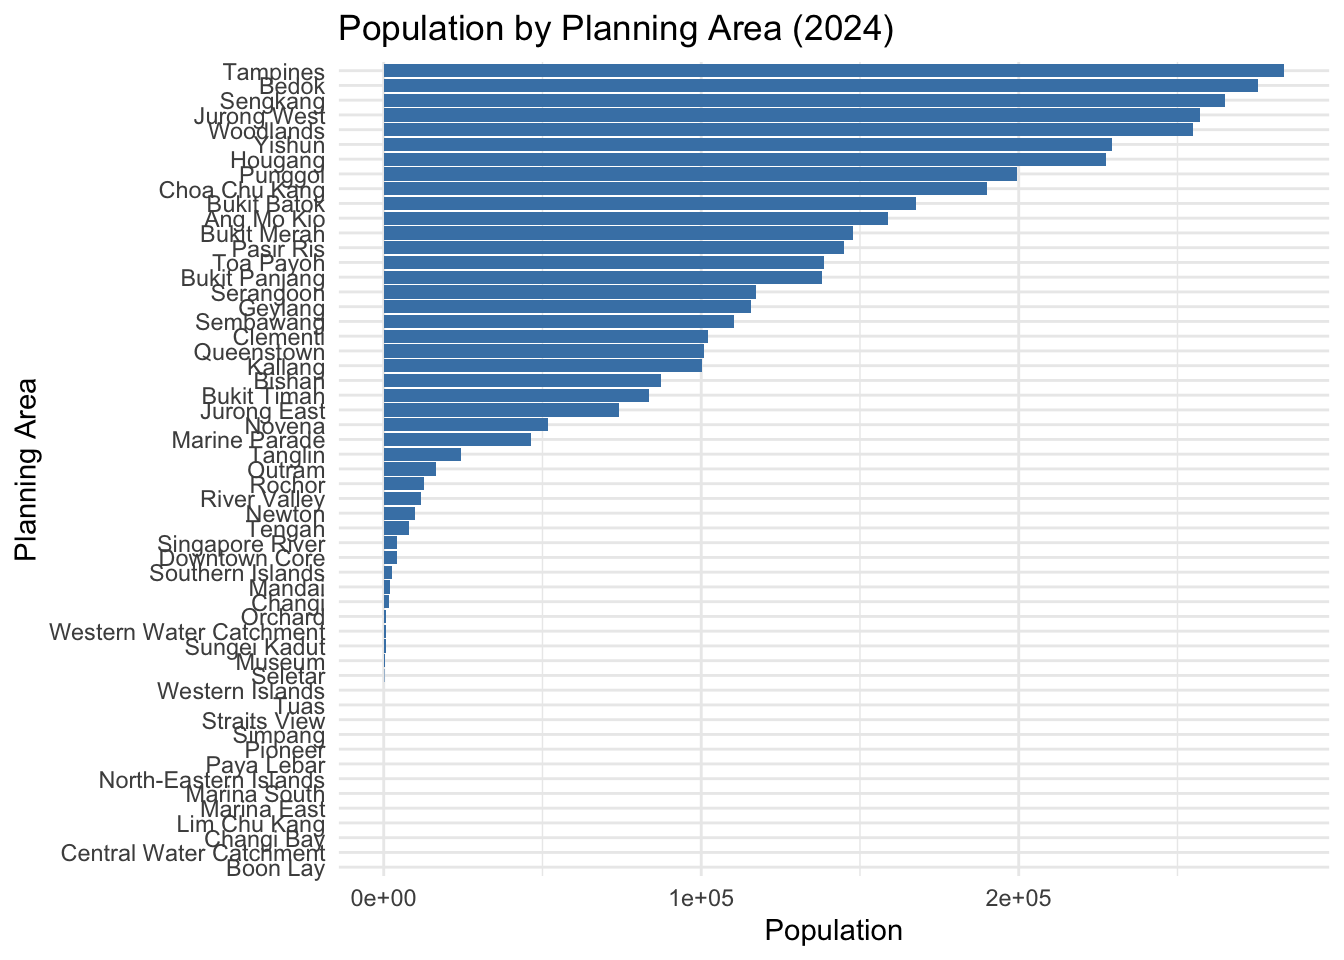 Population by Planning Area (2024)
Planning Area
Tampines
Bedok
Sengkang
Jurong West
Woodlands
Yishun
Hougang
Punggol
Choa Chu Kang
Bukit Batok
Ang Mo Kio
Bukit Merah
Pasir Ris
Toa Payoh
Bukit Panjang
Serangoon
Geylang
Sembawang
Clementi
Queenstown
Kallang
Bishan
Bukit Timah
Jurong East
Novena
Marine Parade
Tanglin
Outram
Rochor
River Valley
Newton
Tengah
Singapore River
Downtown Core
Southern Islands
Mandai
Changi
Orchard
Western Water Catchment
Sungei Kadut
Museum
Seletar
Western Islands
Tuas
Straits View
Simpang
Pioneer
Paya Lebar
North-Eastern Islands
Marina South
Marina East
Lim Chu Kang
Changi Bay
Central Water Catchment
Boon Lay
0e+00 1e+05 2e+05
Population